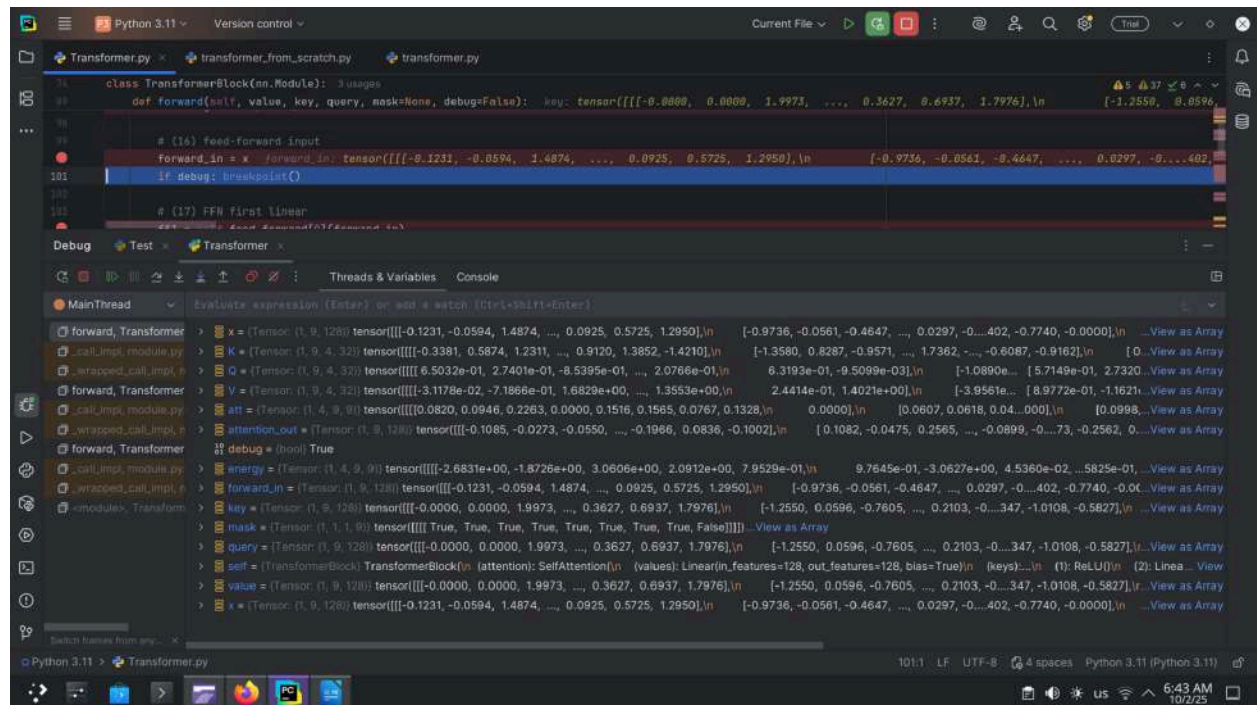 Python 3.11
Version control
Current File
Trial
Transformer.py
transformer_from_scratch.py
transformer.py
class TransformerBlock(nn.Module): 3 usages
5 37 6
def forward(self, value, key, query, mask=None, debug=False): key: tensor([[[-0.0000, 0.0000, 1.9973, ..., 0.3627, 0.6937, 1.7976],\n [-1.2550, 0.0596,
# (16) feed-forward input
forward_in = x forward_in: tensor([[[-0.1231, -0.0594, 1.4874, ..., 0.0925, 0.5725, 1.2950],\n [-0.9736, -0.0561, -0.4647, ..., 0.0297, -0....402,
101 if debug: breakpoint()
# (17) FFN first linear
Debug Test Transformer
Threads & Variables Console
MainThread
Evaluate expression (Enter) or add a watch (Ctrl+Shift+Enter)
forward, Transformer
x = {Tensor: (1, 9, 128)} tensor([[[-0.1231, -0.0594, 1.4874, ..., 0.0925, 0.5725, 1.2950],\n [-0.9736, -0.0561, -0.4647, ..., 0.0297, -0....402, -0.7740, -0.0000],\n ...View as Array
_call_impl, module.py
K = {Tensor: (1, 9, 4, 32)} tensor([[[[-0.3381, 0.5874, 1.2311, ..., 0.9120, 1.3852, -1.4210],\n [-1.3580, 0.8287, -0.9571, ..., 1.7362, -..., -0.6087, -0.9162],\n [ 0...View as Array
_wrapped_call_impl, n
Q = {Tensor: (1, 9, 4, 32)} tensor([[[[ 6.5032e-01, 2.7401e-01, -8.5395e-01, ..., 2.0766e-01,\n 6.3193e-01, -9.5099e-03],\n [-1.0890e... [ 5.7149e-01, 2.7320...View as Array
forward, Transformer
V = {Tensor: (1, 9, 4, 32)} tensor([[[[-3.1178e-02, -7.1866e-01, 1.6829e+00, ..., 1.3553e+00,\n 2.4414e-01, 1.4021e+00],\n [-3.9561e... [ 8.9772e-01, -1.1621...View as Array
_call_impl, module.py
att = {Tensor: (1, 4, 9, 9)} tensor([[[[0.0820, 0.0946, 0.2263, 0.0000, 0.1516, 0.1565, 0.0767, 0.1328,\n 0.0000],\n [0.0607, 0.0618, 0.04...000],\n [0.0998,...View as Array
_wrapped_call_impl, n
attention_out = {Tensor: (1, 9, 128)} tensor([[[-0.1085, -0.0273, -0.0550, ..., -0.1966, 0.0836, -0.1002],\n [ 0.1082, -0.0475, 0.2565, ..., -0.0899, -0....73, -0.2562, 0....View as Array
forward, Transformer
debug = {bool} True
_call_impl, module.py
energy = {Tensor: (1, 4, 9, 9)} tensor([[[[-2.6831e+00, -1.8726e+00, 3.0606e+00, 2.0912e+00, 7.9529e-01,\n 9.7645e-01, -3.0627e+00, 4.5360e-02, ...5825e-01, ...View as Array
_wrapped_call_impl, n
forward_in = {Tensor: (1, 9, 128)} tensor([[[-0.1231, -0.0594, 1.4874, ..., 0.0925, 0.5725, 1.2950],\n [-0.9736, -0.0561, -0.4647, ..., 0.0297, -0....402, -0.7740, -0.0(...View as Array
<module>, Transform
key = {Tensor: (1, 9, 128)} tensor([[[-0.0000, 0.0000, 1.9973, ..., 0.3627, 0.6937, 1.7976],\n [-1.2550, 0.0596, -0.7605, ..., 0.2103, -0....347, -1.0108, -0.5827],\n ...View as Array
mask = {Tensor: (1, 1, 1, 9)} tensor([[[[ True, True, True, True, True, True, True, True, False]]]])...View as Array
query = {Tensor: (1, 9, 128)} tensor([[[-0.0000, 0.0000, 1.9973, ..., 0.3627, 0.6937, 1.7976],\n [-1.2550, 0.0596, -0.7605, ..., 0.2103, -0....347, -1.0108, -0.5827],\...View as Array
self = {TransformerBlock} TransformerBlock(\n (attention): SelfAttention(\n (values): Linear(in_features=128, out_features=128, bias=True)\n (keys):...\n (1): ReLU()\n (2): Linea... View
value = {Tensor: (1, 9, 128)} tensor([[[-0.0000, 0.0000, 1.9973, ..., 0.3627, 0.6937, 1.7976],\n [-1.2550, 0.0596, -0.7605, ..., 0.2103, -0....347, -1.0108, -0.5827],\...View as Array
x = {Tensor: (1, 9, 128)} tensor([[[-0.1231, -0.0594, 1.4874, ..., 0.0925, 0.5725, 1.2950],\n [-0.9736, -0.0561, -0.4647, ..., 0.0297, -0....402, -0.7740, -0.0000],\n ...View as Array
Switch frames from any...
Python 3.11 > Transformer.py
101:1 LF UTF-8 4 spaces Python 3.11 (Python 3.11)
us
6:43 AM
10/2/25